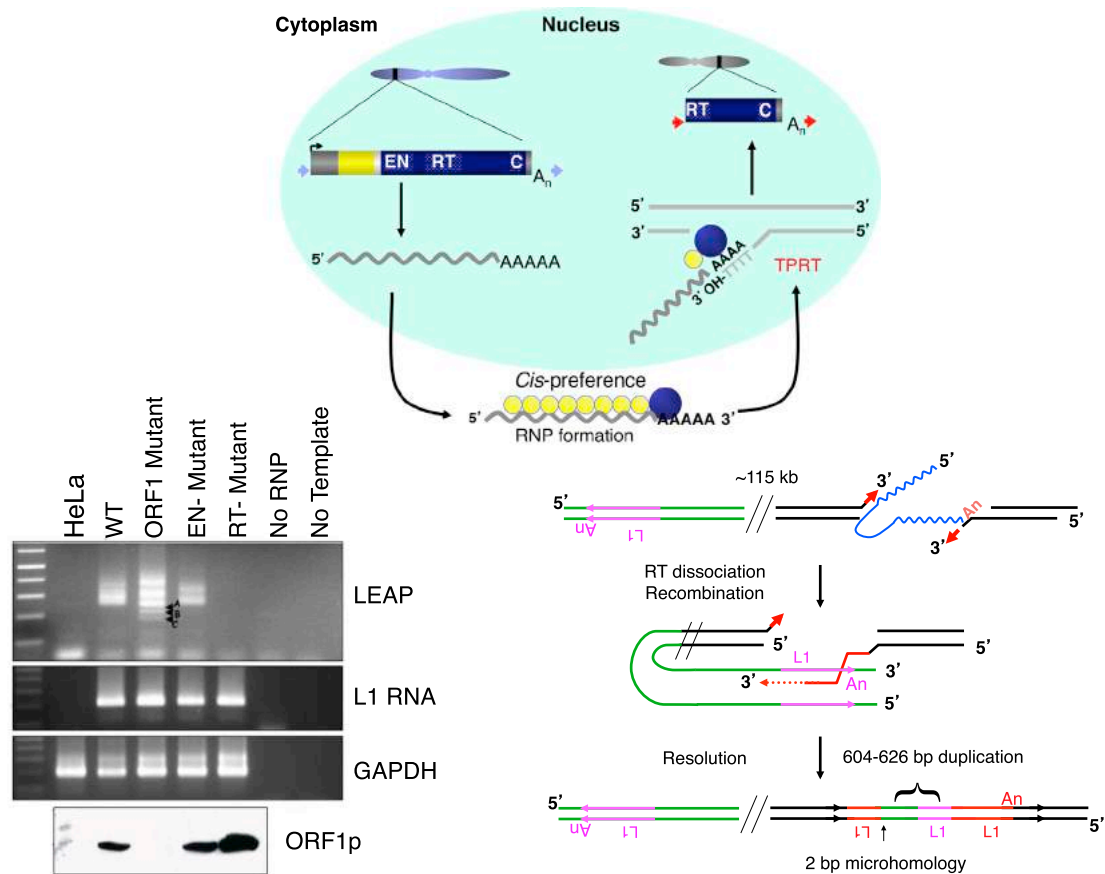 Cytoplasm
Nucleus
EN RT C
An
RT C
An
5' AAAAA
5' 3'
3' 5'
AAAA
3' OH-TTTT
TPRT
Cis-preference
5' AAAAA 3'
RNP formation
HeLa
WT
ORF1 Mutant
EN- Mutant
RT- Mutant
No RNP
No Template
LEAP
L1 RNA
GAPDH
ORF1p
~115 kb
5' 3' 5'
An L1 3' An 5'
RT dissociation
Recombination
5' 5'
L1 3'
3' An
5'
Resolution
604-626 bp duplication
5' An
An L1 L1 L1 L1 5'
2 bp microhomology